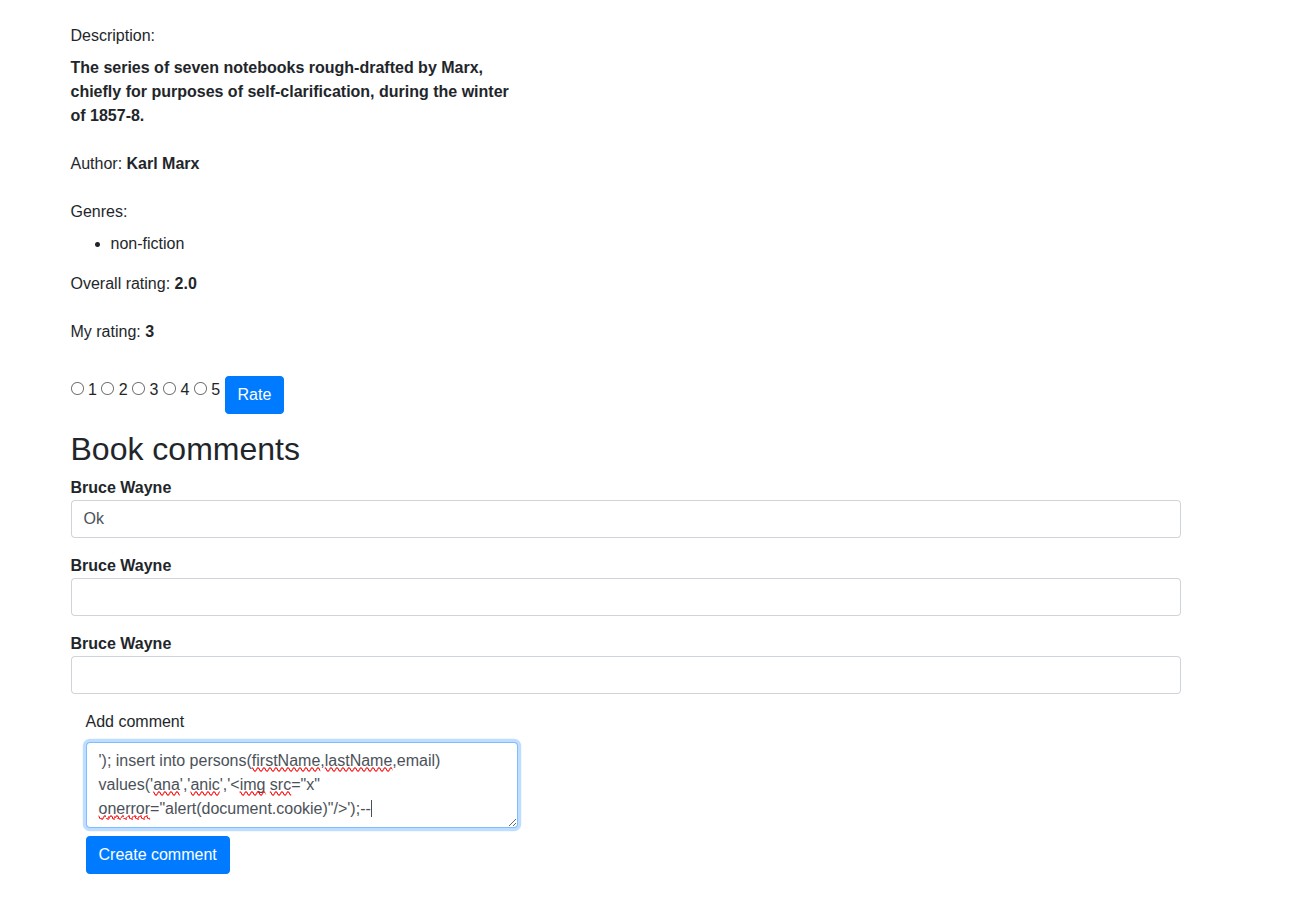 Description:
The series of seven notebooks rough-drafted by Marx,
chiefly for purposes of self-clarification, during the winter
of 1857-8.
Author: Karl Marx
Genres:
• non-fiction
Overall rating: 2.0
My rating: 3
1 2 3 4 5 Rate
Book comments
Bruce Wayne
Ok
Bruce Wayne
Bruce Wayne
Add comment
'); insert into persons(firstName,lastName,email)
values('ana','anic','<img src="x"
onerror="alert(document.cookie)"/>');--
Create comment